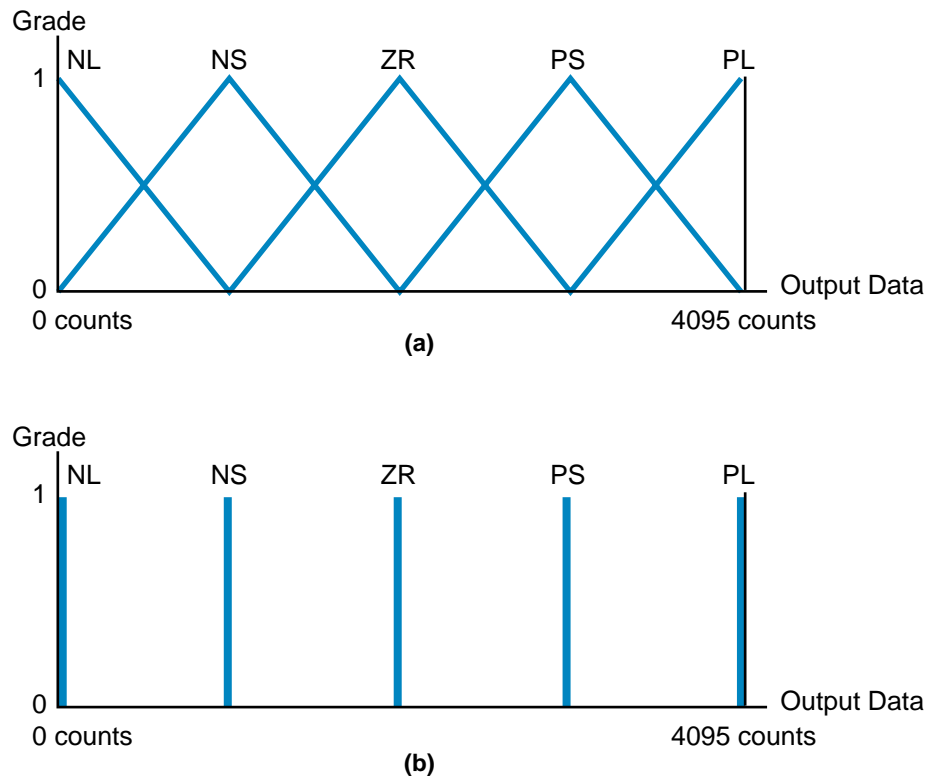 Grade
NL NS ZR PS PL
1
0
Output Data
0 counts 4095 counts
(a)
Grade
NL NS ZR PS PL
1
0
Output Data
0 counts 4095 counts
(b)